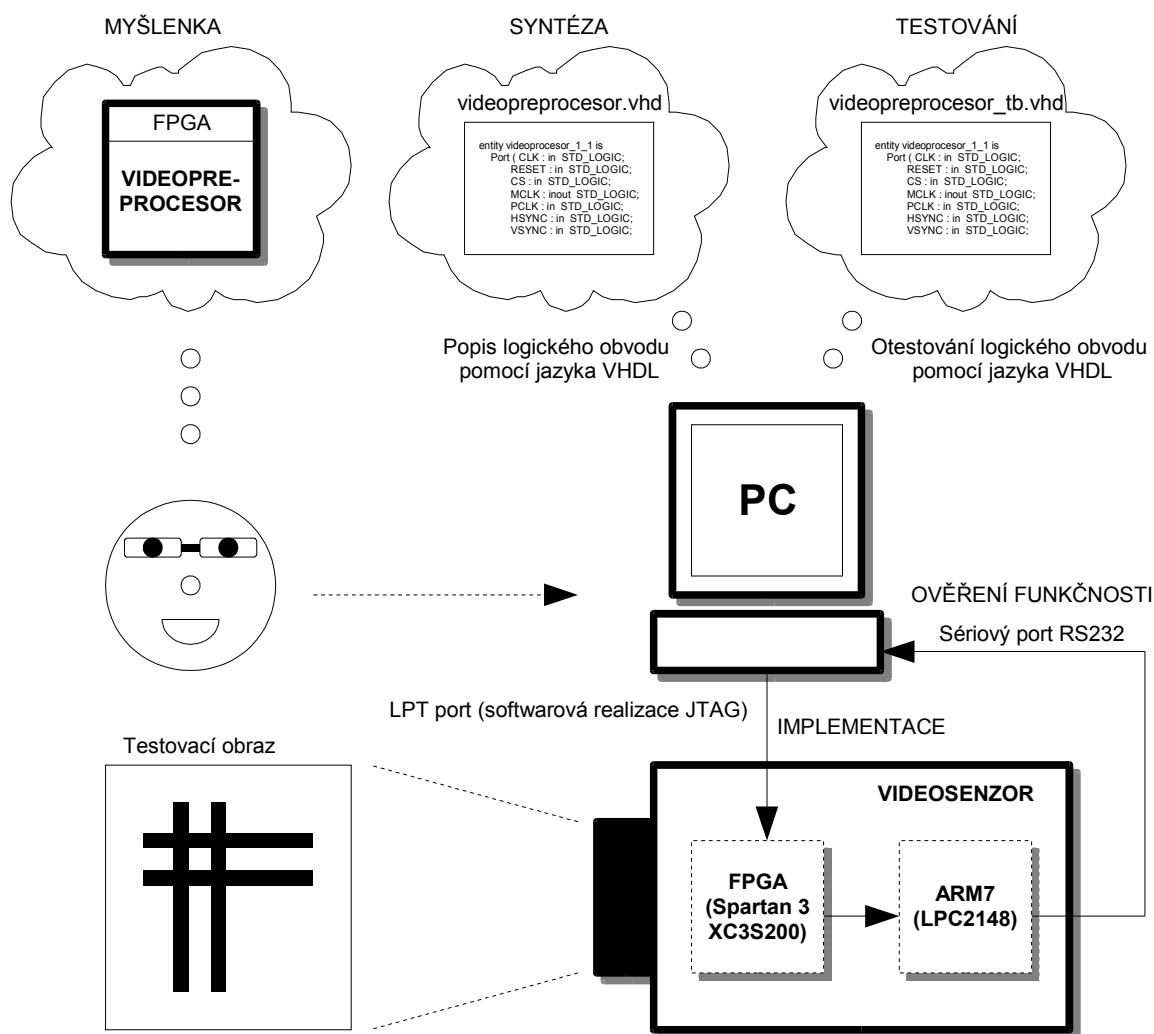 MYŠLENKA
SYNTÉZA
TESTOVÁNÍ
FPGA
VIDEOPRE-
PROCESOR
videopreprocesor.vhd
entity videoprocesor_1_1 is
Port ( CLK : in STD_LOGIC;
RESET : in STD_LOGIC;
CS : in STD_LOGIC;
MCLK : inout STD_LOGIC;
PCLK : in STD_LOGIC;
HSYNC : in STD_LOGIC;
VSYNC : in STD_LOGIC;
videopreprocesor_tb.vhd
entity videoprocesor_1_1 is
Port ( CLK : in STD_LOGIC;
RESET : in STD_LOGIC;
CS : in STD_LOGIC;
MCLK : inout STD_LOGIC;
PCLK : in STD_LOGIC;
HSYNC : in STD_LOGIC;
VSYNC : in STD_LOGIC;
Popis logického obvodu
pomocí jazyka VHDL
Otestování logického obvodu
pomocí jazyka VHDL
PC
OVĚŘENÍ FUNKČNOSTI
Sériový port RS232
LPT port (softwarová realizace JTAG)
IMPLEMENTACE
Testovací obraz
VIDEOSENZOR
FPGA
(Spartan 3
XC3S200)
ARM7
(LPC2148)